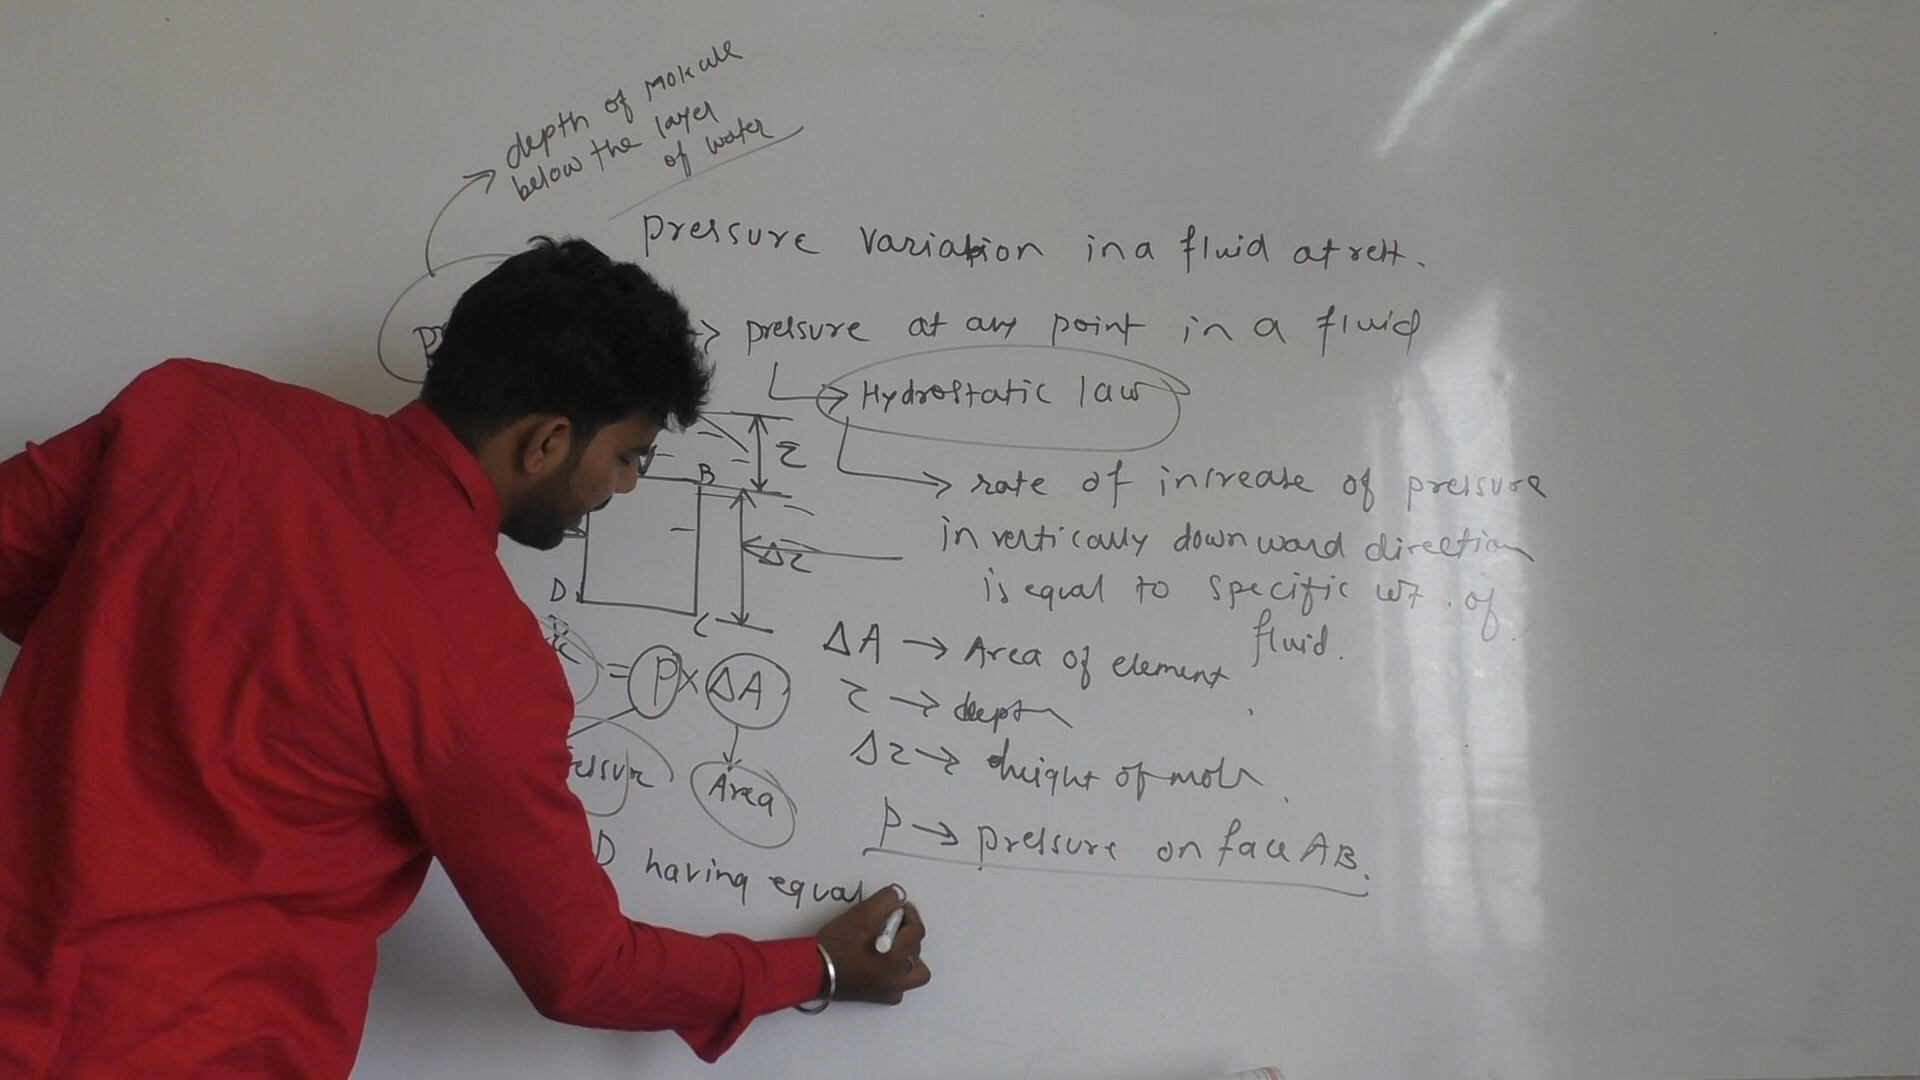 depth of molcule
below the layer
of water
pressure variation in a fluid at rest.
→ pressure at any point in a fluid
→ Hydrostatic law
→ rate of increase of pressure
in vertically downward direction
is equal to specific wt. of
fluid.
B
Z
ΔZ
D
C
= P × ΔA
Area
ΔA → Area of element
Z → depth
ΔZ → height of mole
P → pressure on face AB.
D having equal